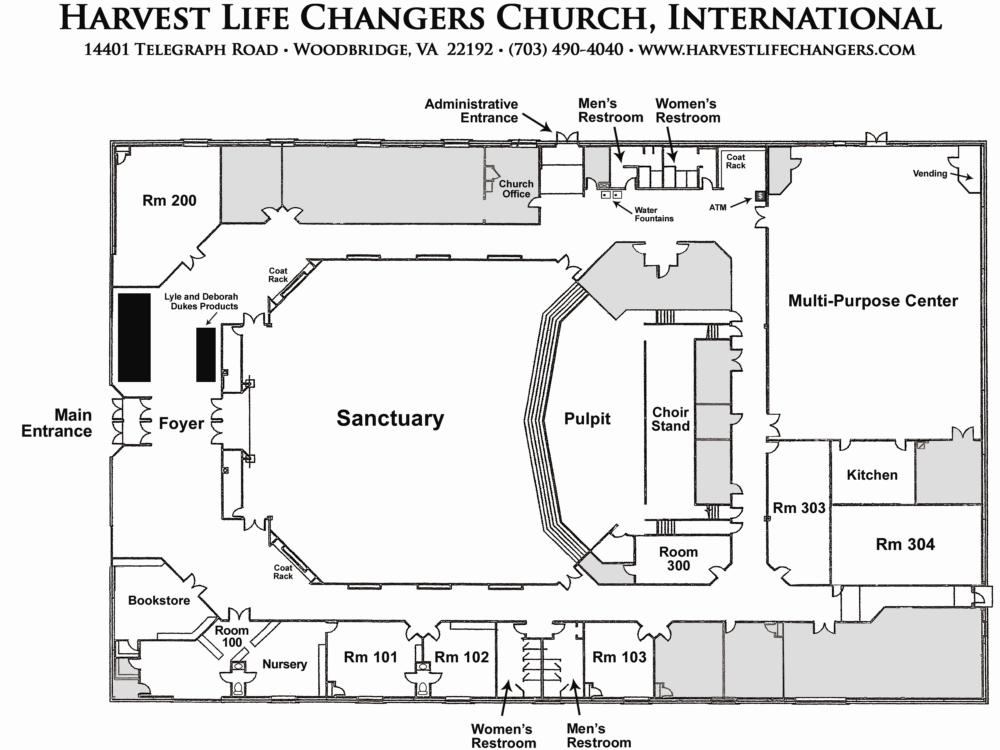 HARVEST LIFE CHANGERS CHURCH, INTERNATIONAL
14401 TELEGRAPH ROAD • WOODBRIDGE, VA 22192 • (703) 490-4040 • WWW.HARVESTLIFECHANGERS.COM
Administrative
Entrance
Men's
Restroom
Women's
Restroom
Coat
Rack
Vending
Church
Office
Rm 200
ATM
$
Water
Fountains
Coat
Rack
Lyle and Deborah
Dukes Products
Multi-Purpose Center
Main
Entrance
Foyer
Sanctuary
Pulpit
Choir
Stand
Kitchen
Rm 303
Rm 304
Room
300
Coat
Rack
Bookstore
Room
100
Nursery
Rm 101
Rm 102
Rm 103
Women's
Restroom
Men's
Restroom